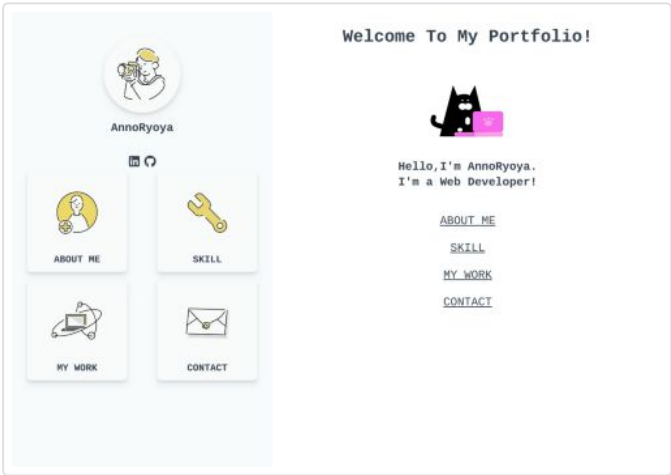 AnnoRyoya
in
ABOUT ME
SKILL
MY WORK
CONTACT
Welcome To My Portfolio!
Hello,I'm AnnoRyoya.
I'm a Web Developer!
ABOUT ME
SKILL
MY WORK
CONTACT